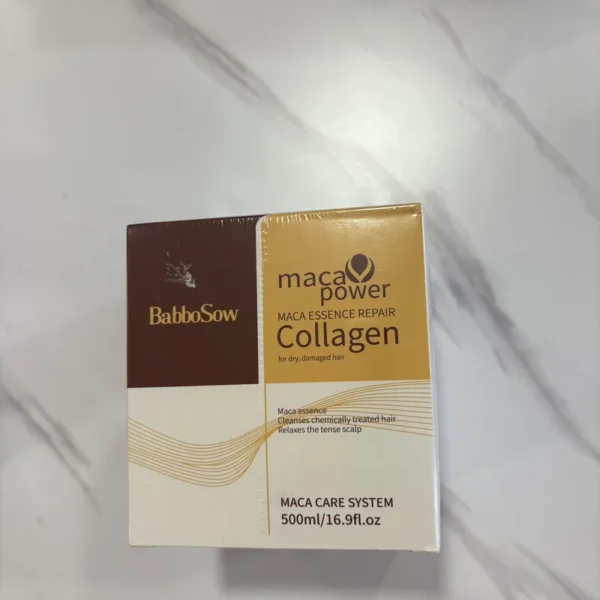 BabboSow
maca
power
MACA ESSENCE REPAIR
Collagen
for dry, damaged hair
Maca essence
Cleanses chemically treated hair
Relaxes the tense scalp
MACA CARE SYSTEM
500ml/16.9fl.oz